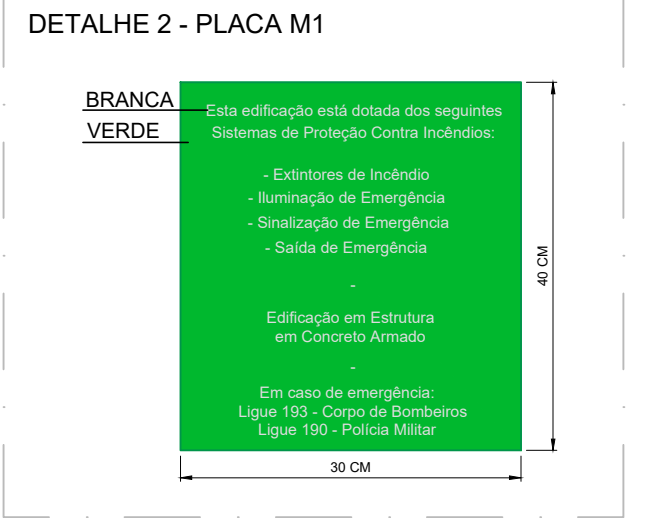 DETALHE 2 - PLACA M1
BRANCA
VERDE
Esta edificação está dotada dos seguintes
Sistemas de Proteção Contra Incêndios:
- Extintores de Incêndio
- Iluminação de Emergência
- Sinalização de Emergência
- Saída de Emergência
-
Edificação em Estrutura
em Concreto Armado
-
Em caso de emergência:
Ligue 193 - Corpo de Bombeiros
Ligue 190 - Polícia Militar
40 CM
30 CM